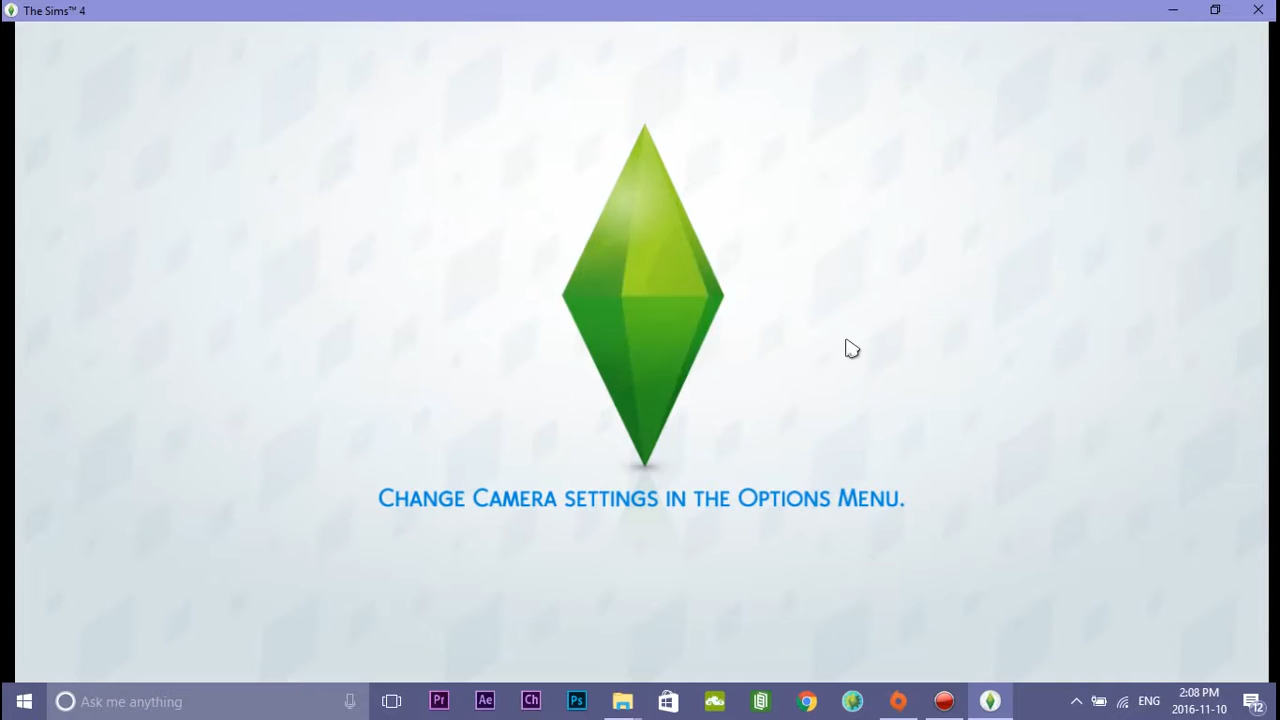 The Sims™ 4
CHANGE CAMERA SETTINGS IN THE OPTIONS MENU.
Ask me anything
Pr
Ae
Ch
Ps
ENG
2:08 PM
2016-11-10
12